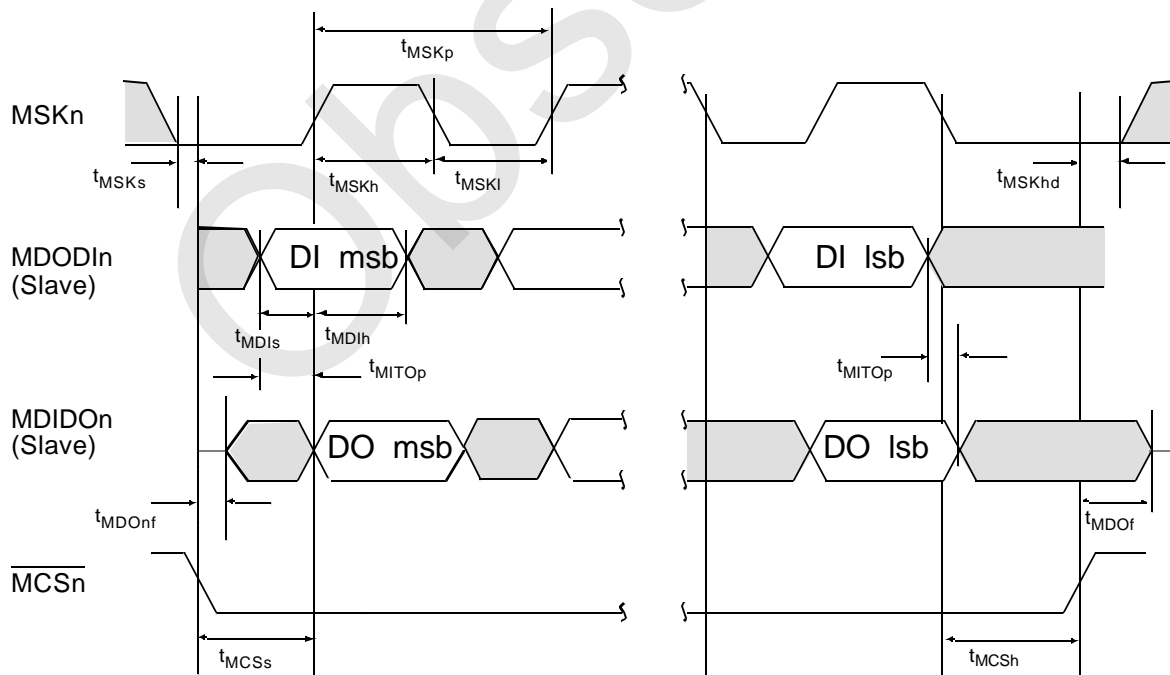 tMSKp
MSKn
tMSKs
tMSKh
tMSKl
tMSKhd
MDODIn
(Slave)
DI msb
DI lsb
tMDIs
tMDIh
tMITOp
tMITOp
MDIDOn
(Slave)
DO msb
DO lsb
tMDOnf
tMDOf
MCSn
tMCSs
tMCSh